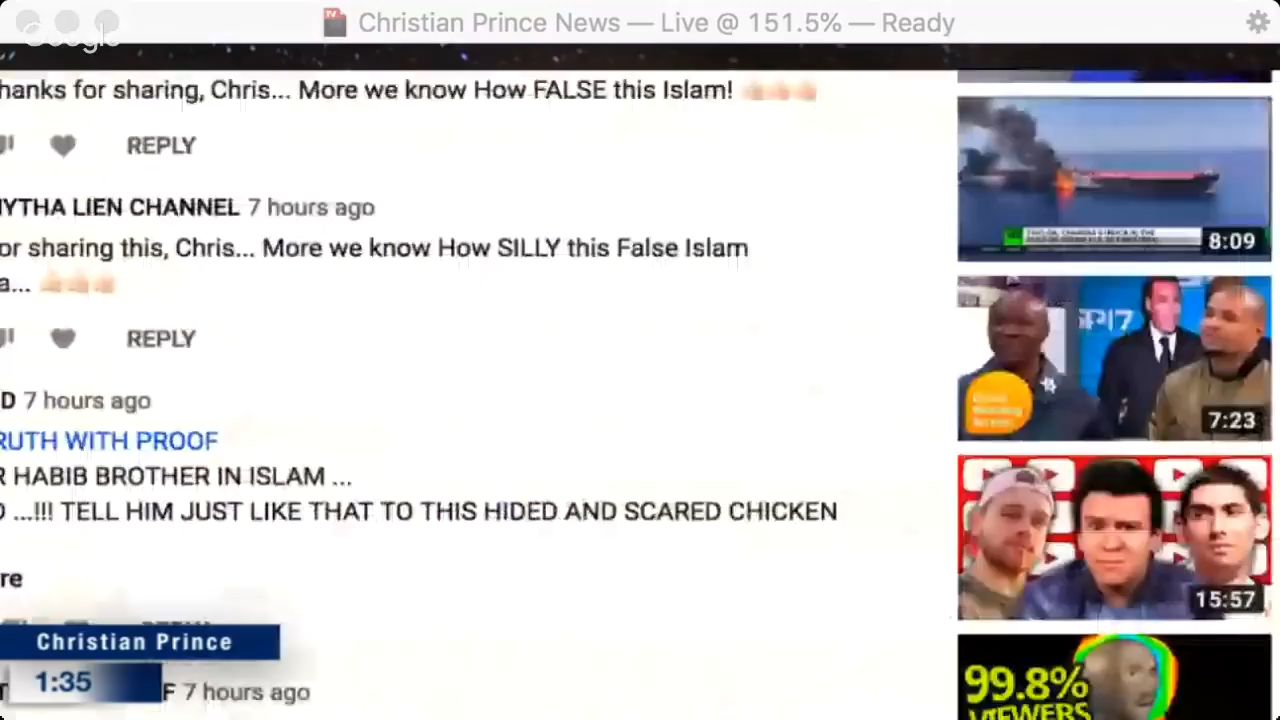 Christian Prince News — Live @ 151.5% — Ready
Google
hanks for sharing, Chris... More we know How FALSE this Islam!
REPLY
YTHA LIEN CHANNEL 7 hours ago
or sharing this, Chris... More we know How SILLY this False Islam
a...
REPLY
D 7 hours ago
RUTH WITH PROOF
R HABIB BROTHER IN ISLAM ...
...!!! TELL HIM JUST LIKE THAT TO THIS HIDED AND SCARED CHICKEN
re
Christian Prince
1:35
F 7 hours ago
8:09
7:23
15:57
99.8%
VIEWERS